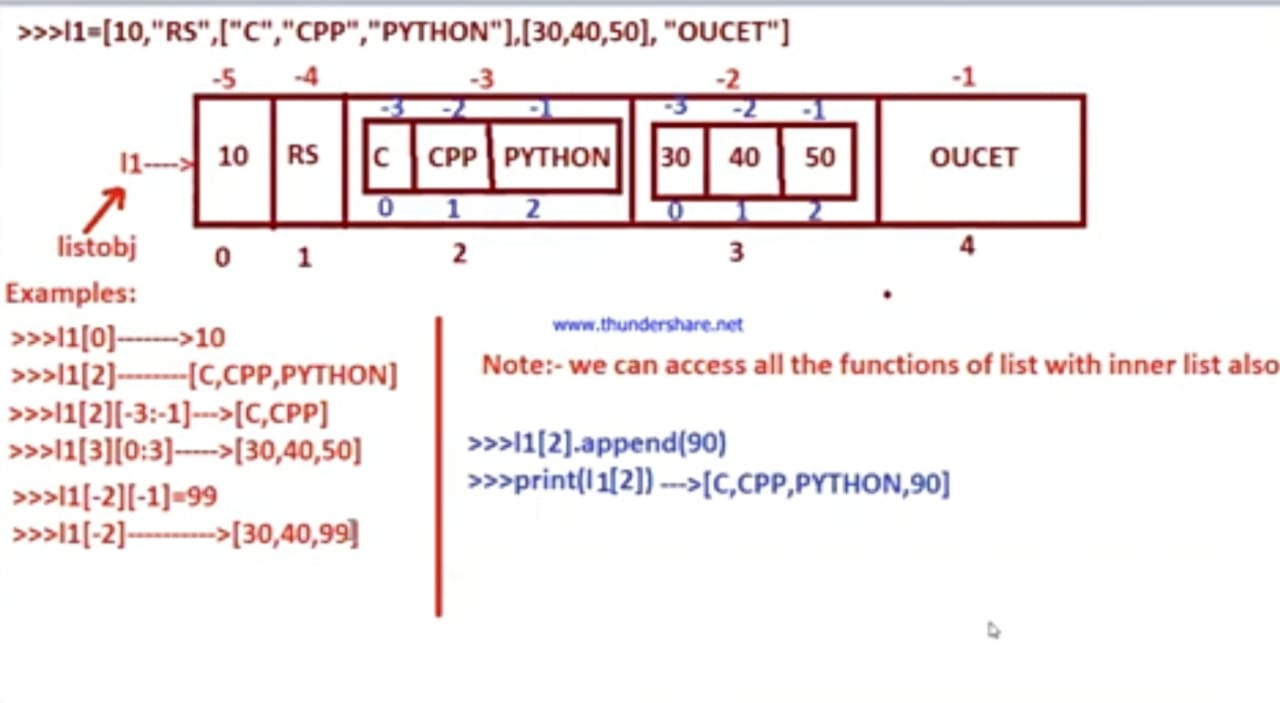 >>>l1=[10,"RS",["C","CPP","PYTHON"],[30,40,50], "OUCET"]
-5 -4 -3 -2 -1
-3 -2 -1 -3 -2 -1
l1----> 10 RS C CPP PYTHON 30 40 50 OUCET
0 1 2 0 1 2
listobj 0 1 2 3 4
Examples:
>>>l1[0]------->10
>>>l1[2]--------[C,CPP,PYTHON]
>>>l1[2][-3:-1]--->[C,CPP]
>>>l1[3][0:3]----->[30,40,50]
>>>l1[-2][-1]=99
>>>l1[-2]---------->[30,40,99]
www.thundershare.net
Note:- we can access all the functions of list with inner list also
>>>l1[2].append(90)
>>>print(l1[2]) --->[C,CPP,PYTHON,90]